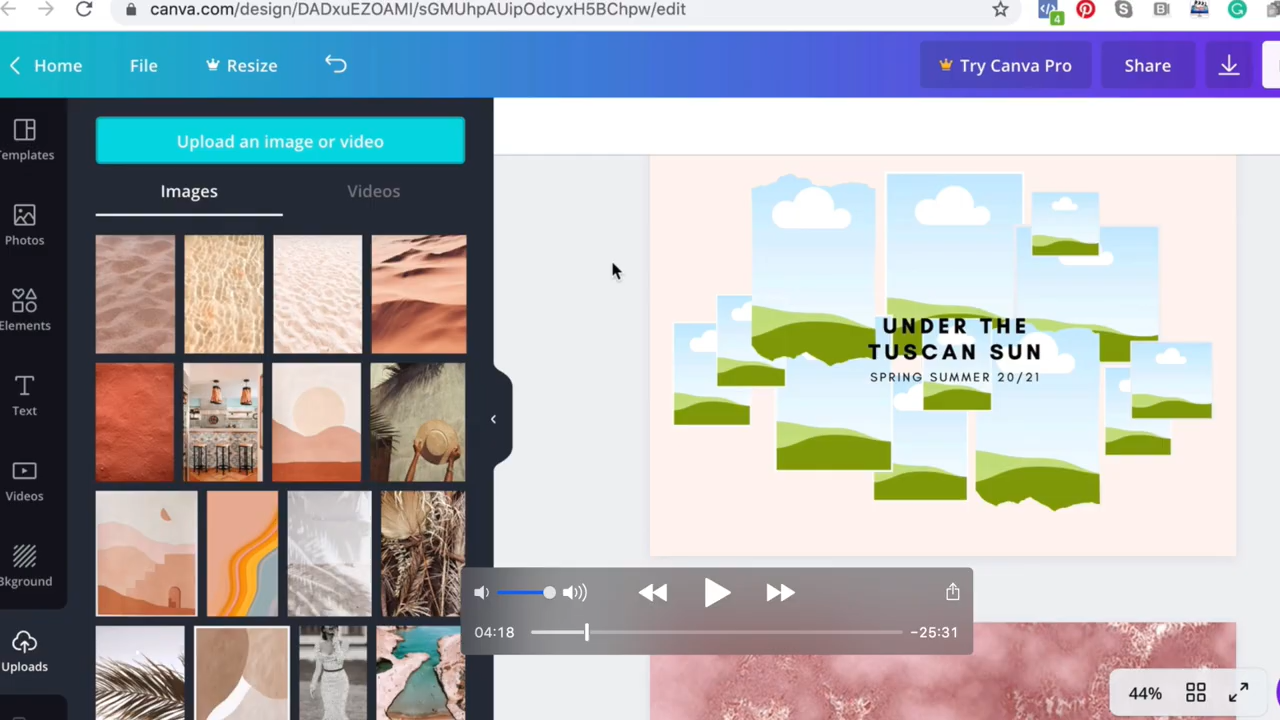 canva.com/design/DADxuEZOAMI/sGMUhpAUipOdcyxH5BChpw/edit
4
Home
File
Resize
Try Canva Pro
Share
Templates
Photos
Elements
Text
Videos
Bkground
Uploads
Upload an image or video
Images
Videos
UNDER THE
TUSCAN SUN
SPRING SUMMER 20/21
04:18
-25:31
44%